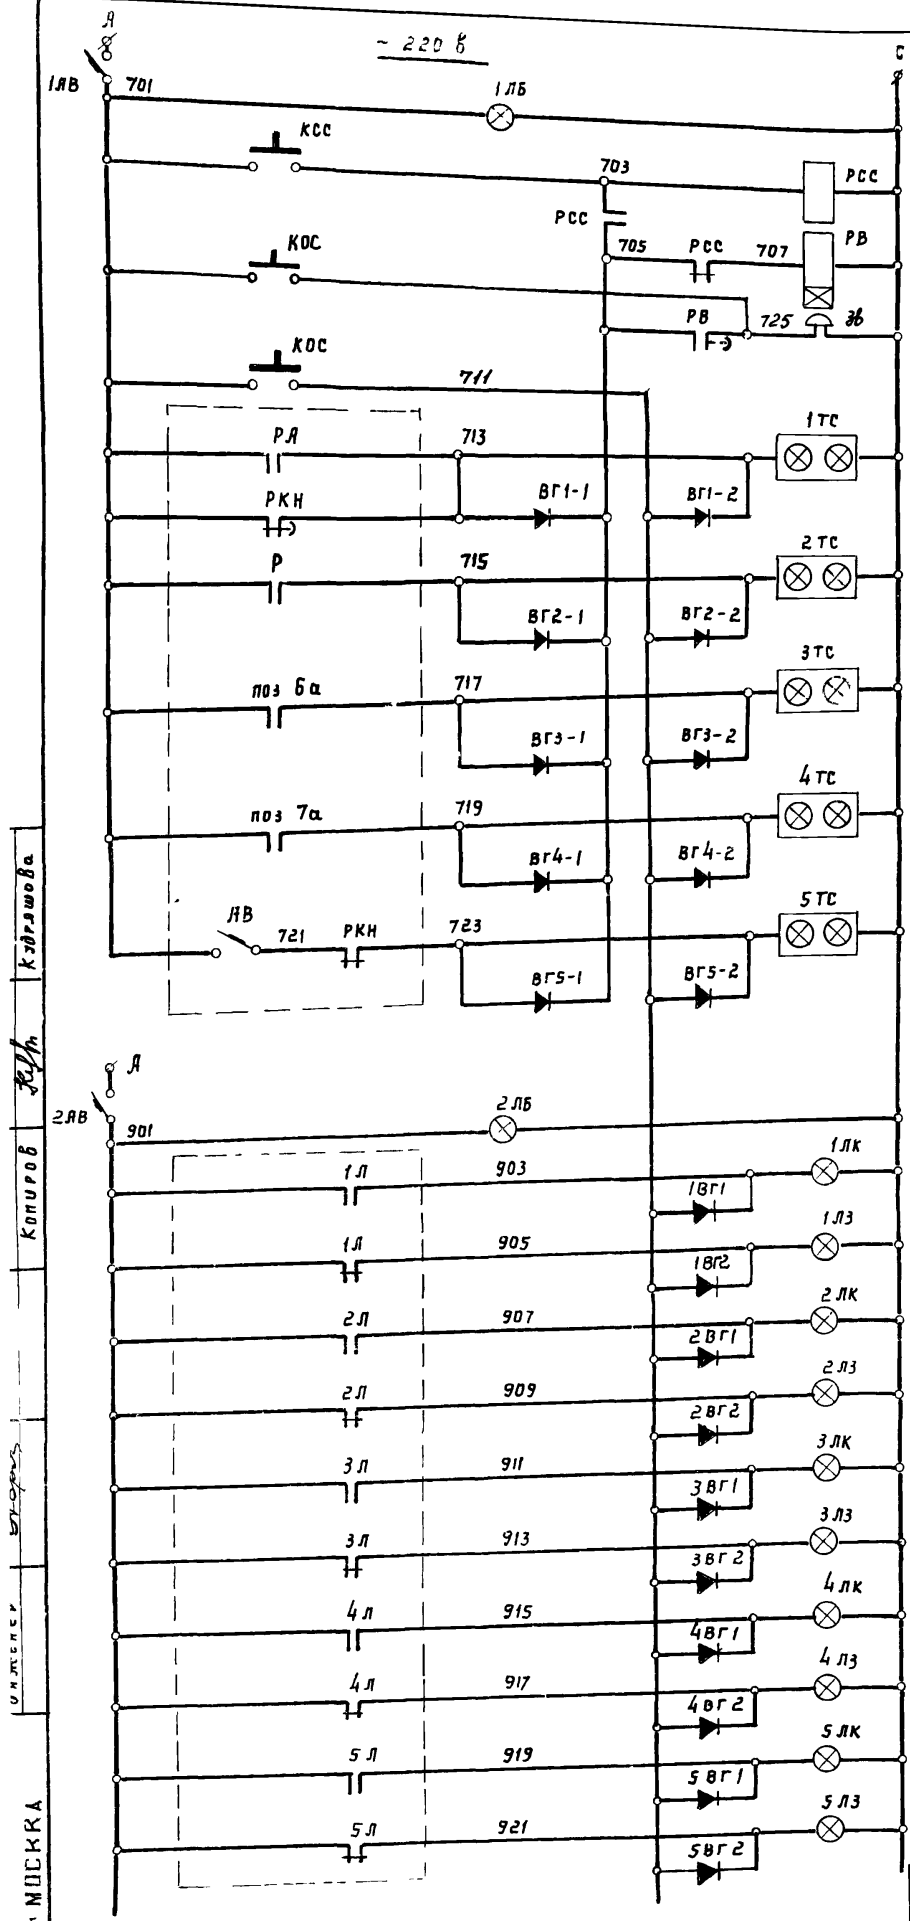 А
~ 220 в
С
1АВ
701
1ЛБ
КСС
703
РСС
РСС
КОС
705
РСС
707
РВ
РВ
725
Зв
КОС
711
РА
713
1ТС
РКН
ВГ1-1
ВГ1-2
Р
715
2ТС
ВГ2-1
ВГ2-2
поз 6а
717
3ТС
ВГ3-1
ВГ3-2
поз 7а
719
4ТС
ВГ4-1
ВГ4-2
АВ
721
РКН
723
5ТС
ВГ5-1
ВГ5-2
А
2АВ
901
2ЛБ
1Л
903
1ЛК
1ВГ1
1Л
905
1ЛЗ
1ВГ2
2Л
907
2ЛК
2ВГ1
2Л
909
2ЛЗ
2ВГ2
3Л
911
3ЛК
3ВГ1
3Л
913
3ЛЗ
3ВГ2
4Л
915
4ЛК
4ВГ1
4Л
917
4ЛЗ
4ВГ2
5Л
919
5ЛК
5ВГ1
5Л
921
5ЛЗ
5ВГ2
Копиров
инженер
МОСКВА